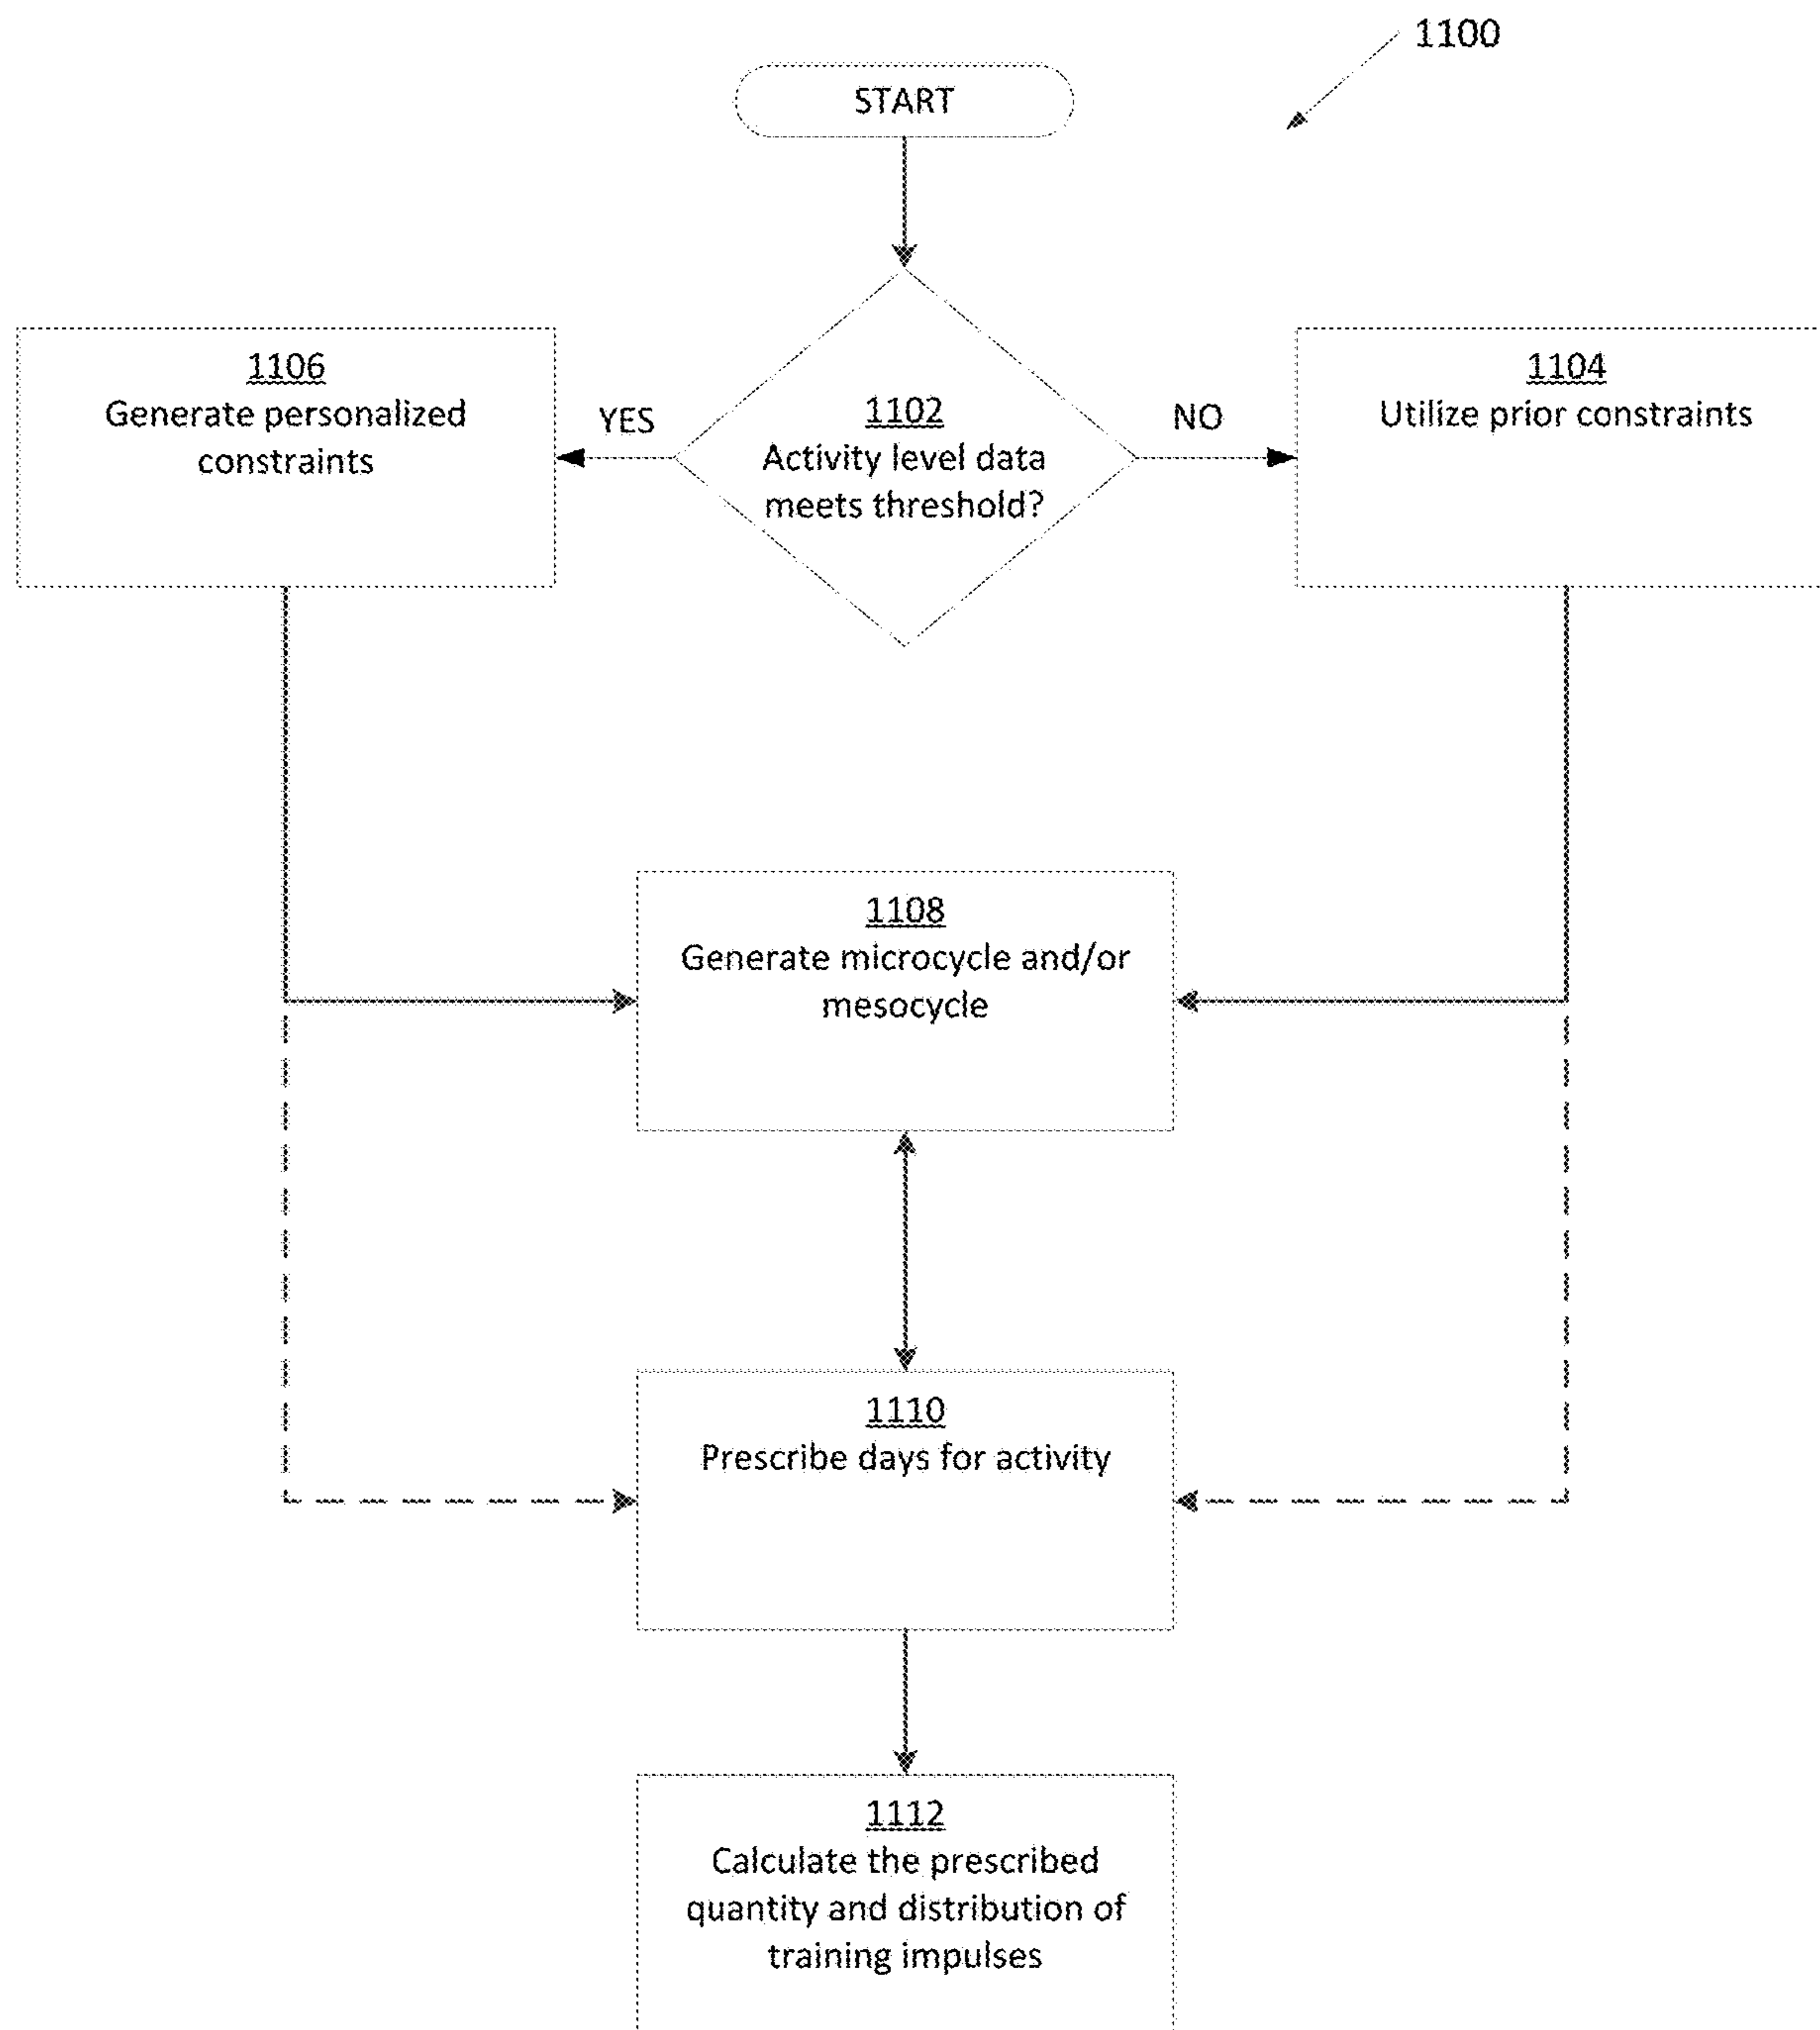 1100
START
1106
Generate personalized
constraints
YES
1102
Activity level data
meets threshold?
NO
1104
Utilize prior constraints
1108
Generate microcycle and/or
mesocycle
1110
Prescribe days for activity
1112
Calculate the prescribed
quantity and distribution of
training impulses